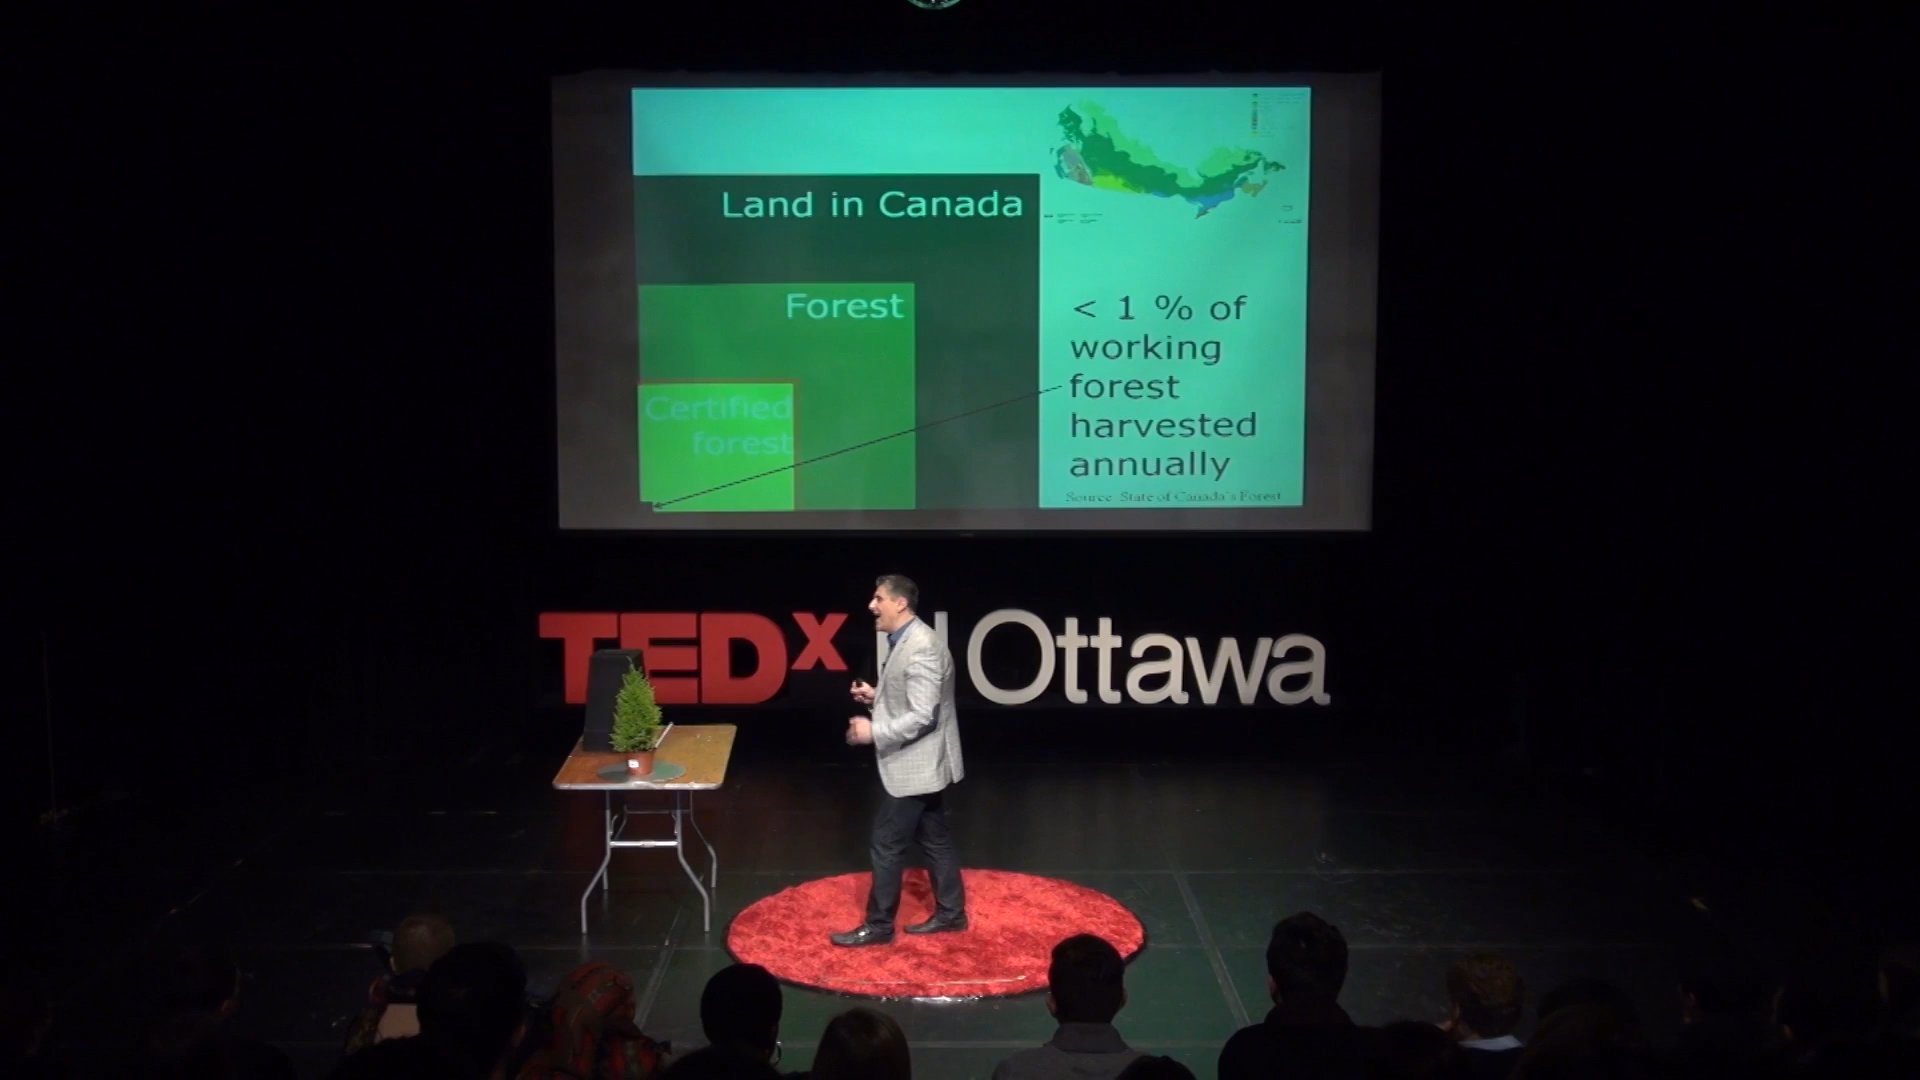 Land in Canada
Forest
Certified
forest
< 1 % of
working
forest
harvested
annually
Source: State of Canada's Forest
TEDx Ottawa